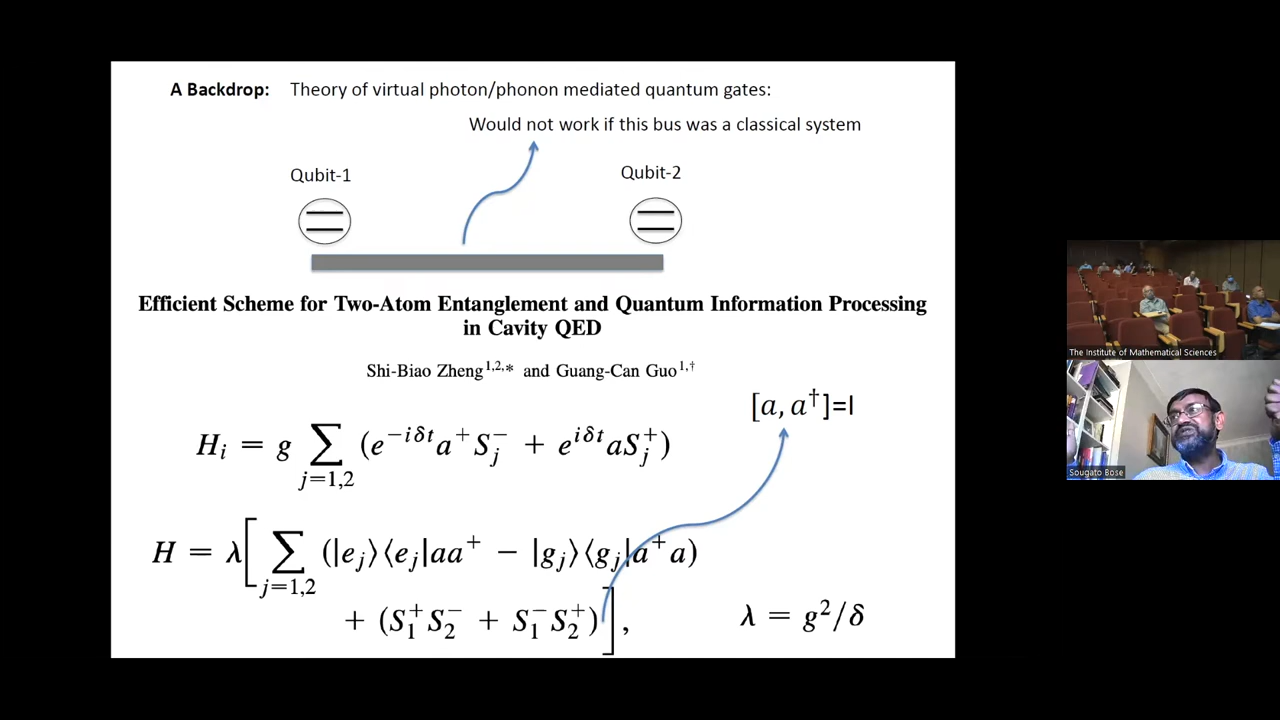 A Backdrop: Theory of virtual photon/phonon mediated quantum gates:
Would not work if this bus was a classical system
Qubit-1
Qubit-2
Efficient Scheme for Two-Atom Entanglement and Quantum Information Processing
in Cavity QED
Shi-Biao Zheng¹,²,* and Guang-Can Guo¹,†
[a, a†]=I
Hᵢ = g ∑ (e⁻ⁱᵟᵗa⁺Sⱼ⁻ + eⁱᵟᵗaSⱼ⁺)
j=1,2
H = λ[ ∑ (|eⱼ⟩⟨eⱼ|aa⁺ − |gⱼ⟩⟨gⱼ|a⁺a)
j=1,2
+ (S₁⁺S₂⁻ + S₁⁻S₂⁺)], λ = g²/δ
The Institute of Mathematical Sciences
Sougato Bose